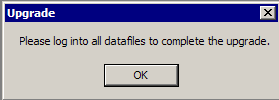 Upgrade
Please log into all datafiles to complete the upgrade.
OK